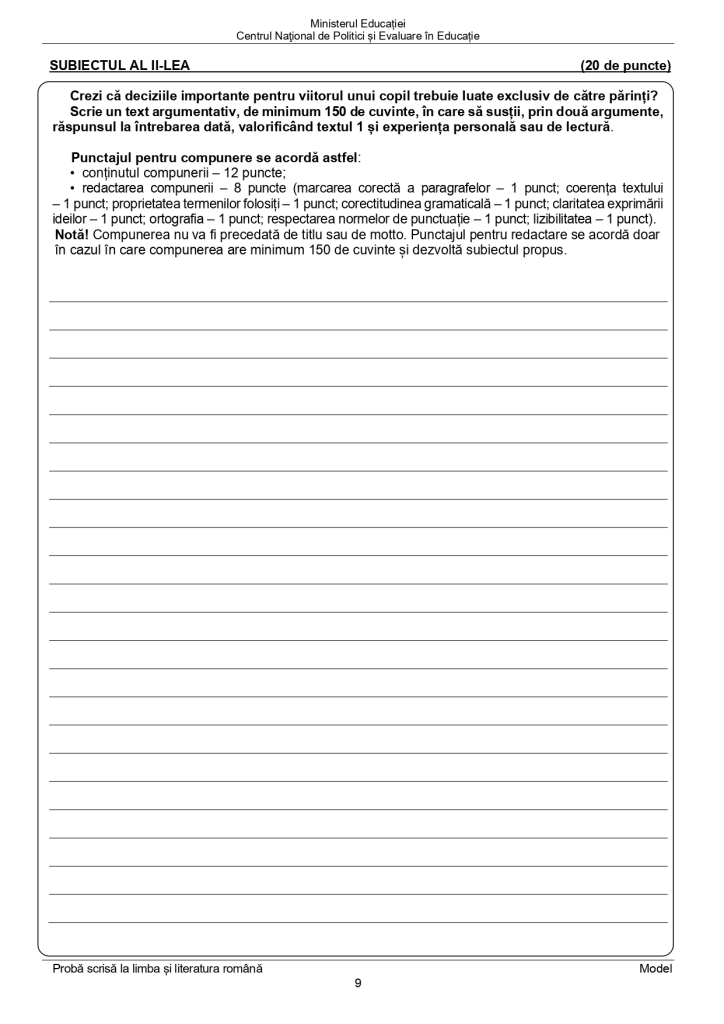 Ministerul Educației
Centrul Național de Politici și Evaluare în Educație
SUBIECTUL AL II-LEA (20 de puncte)
Crezi că deciziile importante pentru viitorul unui copil trebuie luate exclusiv de către părinți?
Scrie un text argumentativ, de minimum 150 de cuvinte, în care să susții, prin două argumente,
răspunsul la întrebarea dată, valorificând textul 1 și experiența personală sau de lectură.
Punctajul pentru compunere se acordă astfel:
• conținutul compunerii – 12 puncte;
• redactarea compunerii – 8 puncte (marcarea corectă a paragrafelor – 1 punct; coerența textului
– 1 punct; proprietatea termenilor folosiți – 1 punct; corectitudinea gramaticală – 1 punct; claritatea exprimării
ideilor – 1 punct; ortografia – 1 punct; respectarea normelor de punctuație – 1 punct; lizibilitatea – 1 punct).
Notă! Compunerea nu va fi precedată de titlu sau de motto. Punctajul pentru redactare se acordă doar
în cazul în care compunerea are minimum 150 de cuvinte și dezvoltă subiectul propus.
Probă scrisă la limba și literatura română Model
9